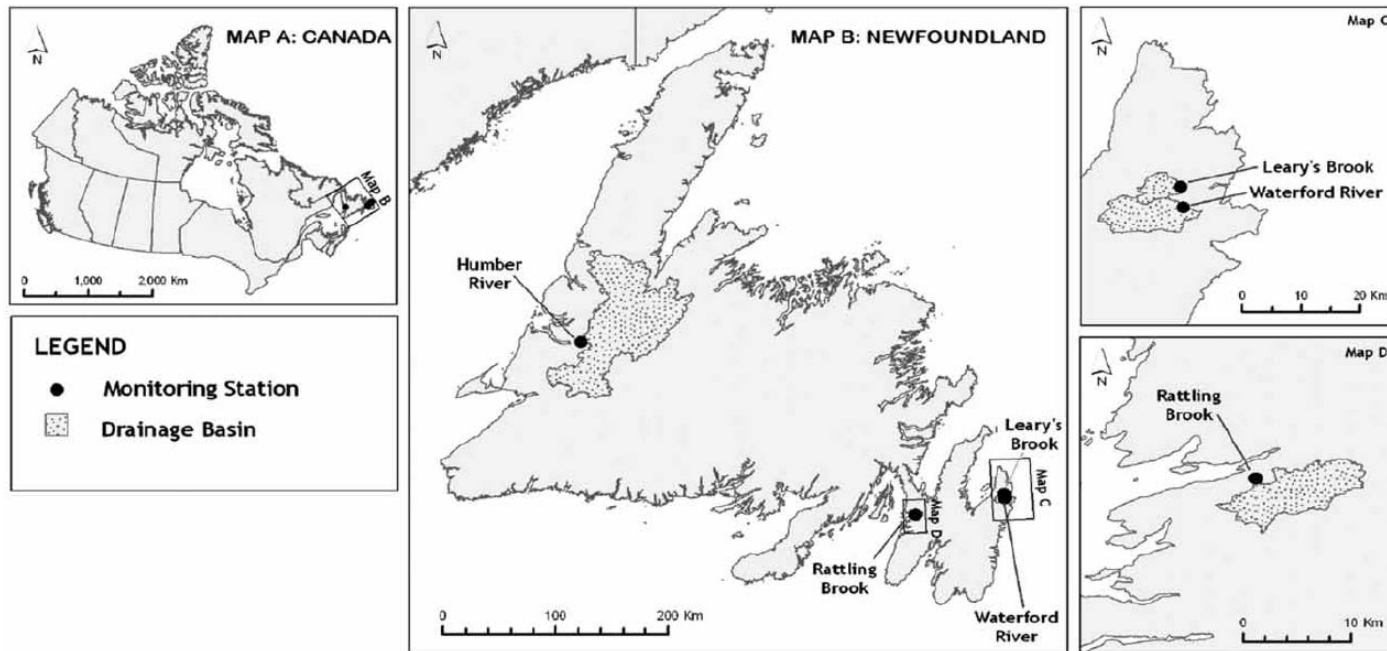 N
MAP A: CANADA
Map B
0 1,000 2,000 Km
LEGEND
Monitoring Station
Drainage Basin
N
MAP B: NEWFOUNDLAND
Humber
River
Leary's
Brook
Map C
Map D
Rattling
Brook
Waterford
River
0 100 200 Km
Map C
N
Leary's Brook
Waterford River
0 10 20 Km
Map D
N
Rattling
Brook
0 10 Km